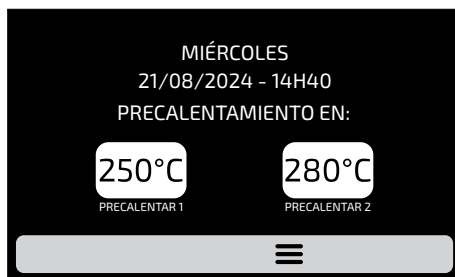 MIÉRCOLES
21/08/2024 - 14H40
PRECALENTAMIENTO EN:
250°C 280°C
PRECALENTAR 1 PRECALENTAR 2